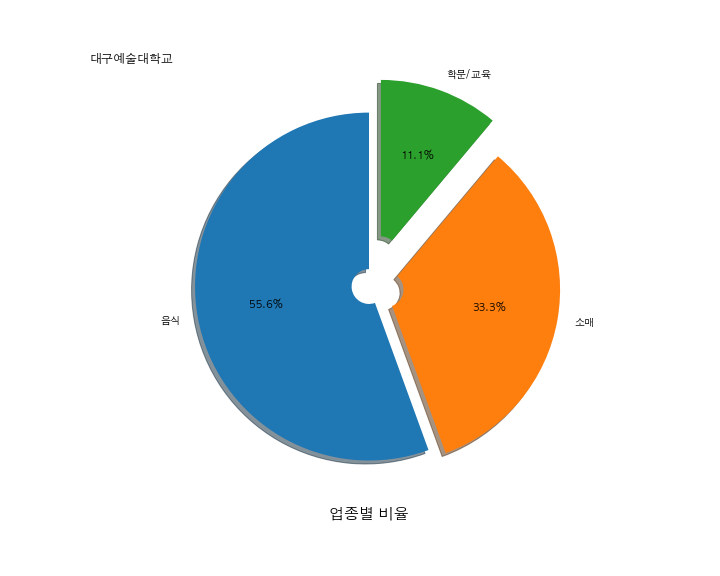 대구예술대학교
학문/교육
11.1%
55.6%
33.3%
음식
소매
업종별 비율